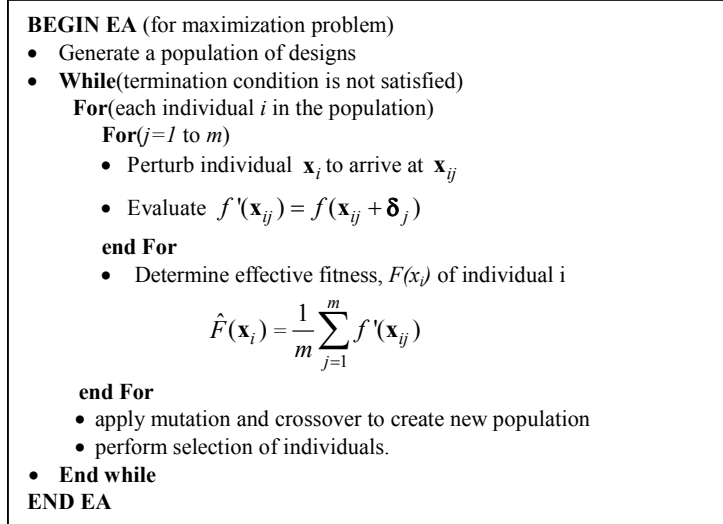 BEGIN EA (for maximization problem)
• Generate a population of designs
• While(termination condition is not satisfied)
For(each individual i in the population)
For(j=1 to m)
• Perturb individual x_i to arrive at x_ij
• Evaluate f'(x_ij) = f(x_ij + δ_j)
end For
• Determine effective fitness, F(x_i) of individual i
F̂(x_i) = 1/m ∑_{j=1}^{m} f'(x_ij)
end For
• apply mutation and crossover to create new population
• perform selection of individuals.
• End while
END EA